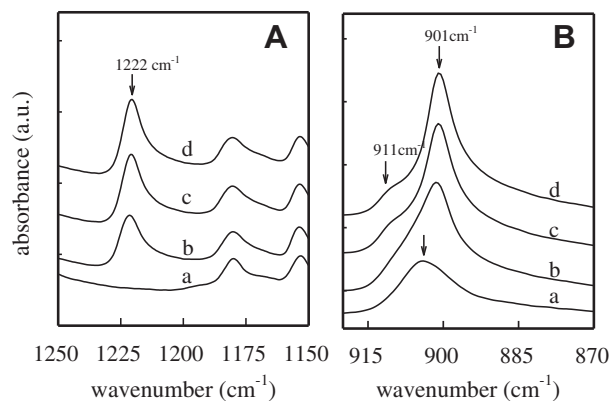 A
B
1222 cm⁻¹
901cm⁻¹
911cm⁻¹
d
c
b
a
d
c
b
a
absorbance (a.u.)
1250 1225 1200 1175 1150
915 900 885 870
wavenumber (cm⁻¹)
wavenumber (cm⁻¹)